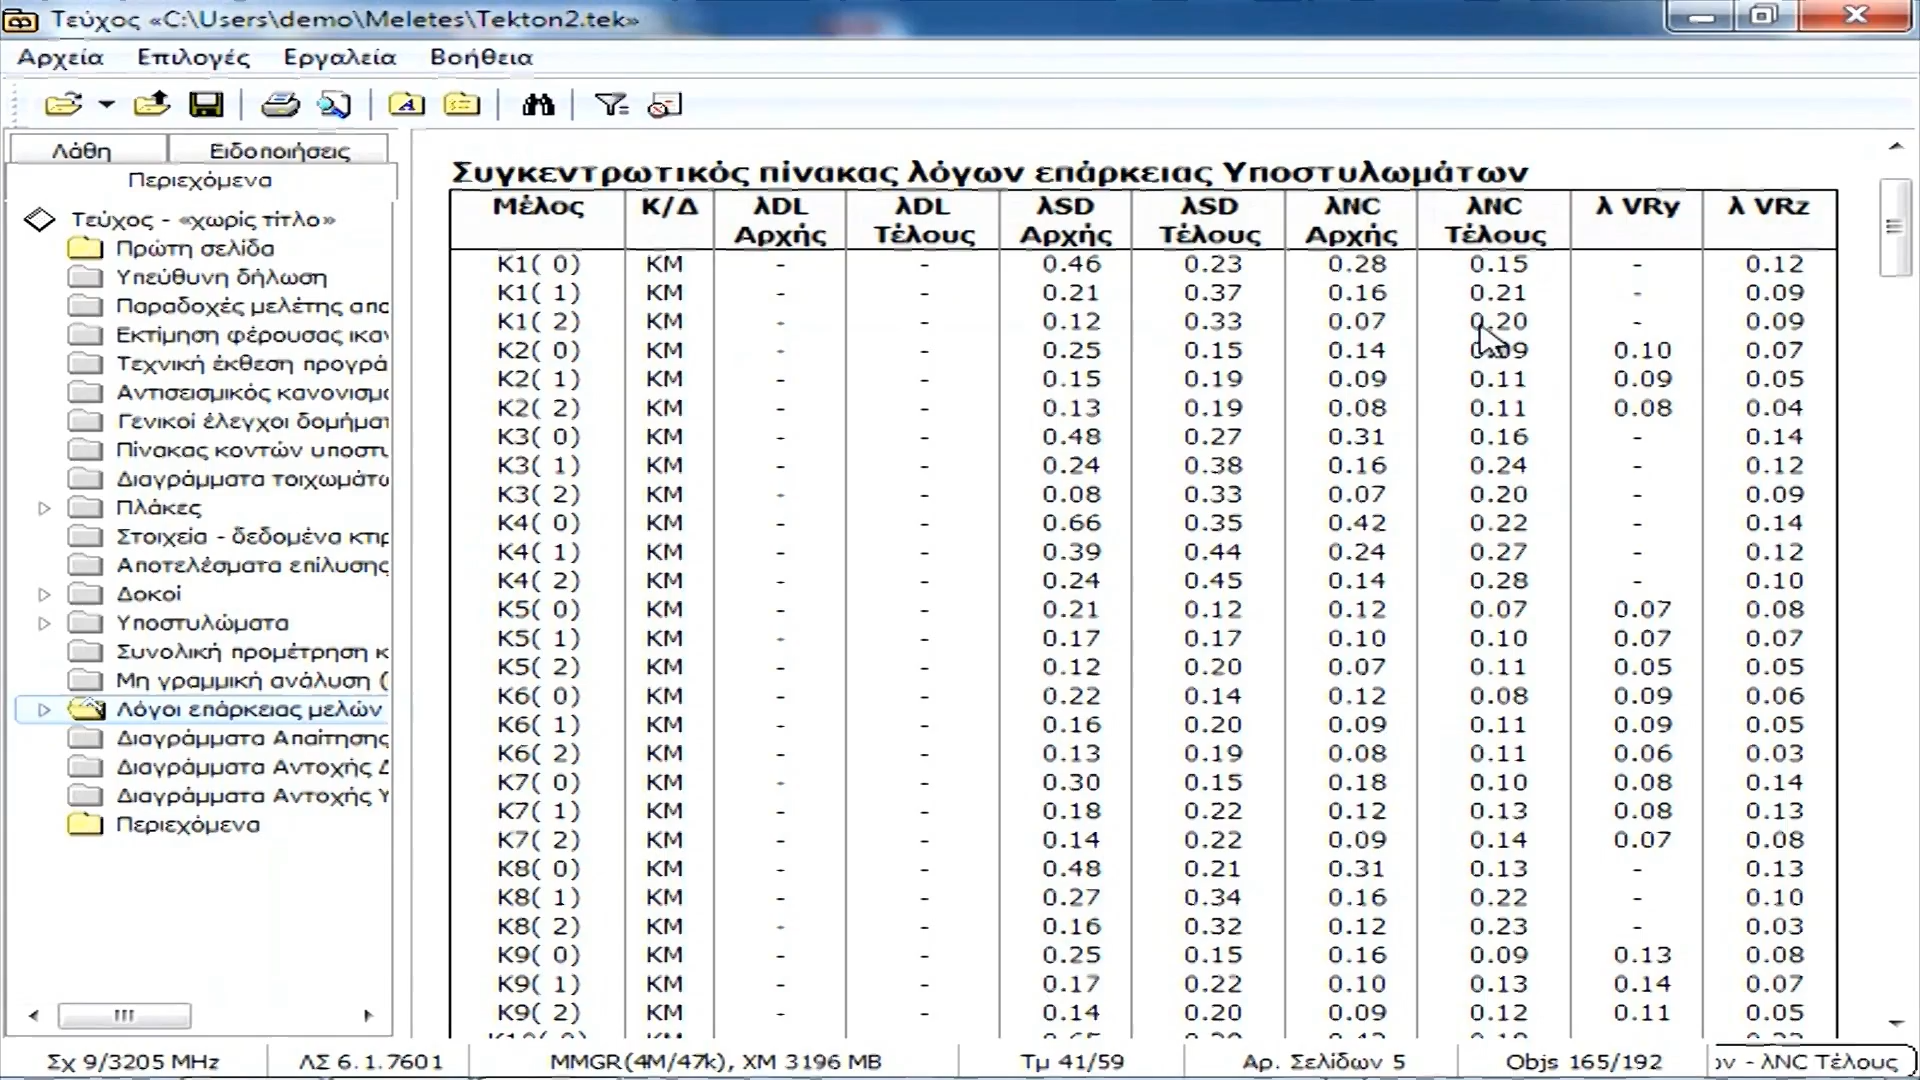 Τεύχος «C:\Users\demo\Meletes\Tekton2.tek»
Αρχεία Επιλογές Εργαλεία Βοήθεια
Λάθη Ειδοποιήσεις
Περιεχόμενα
Τεύχος - «χωρίς τίτλο»
Πρώτη σελίδα
Υπεύθυνη δήλωση
Παραδοχές μελέτης απο
Εκτίμηση φέρουσας ικαν
Τεχνική έκθεση προγρά
Αντισεισμικός κανονισμο
Γενικοί έλεγχοι δομήματ
Πίνακας κοντών υποστι
Διαγράμματα τοιχωμάτω
Πλάκες
Στοιχεία - δεδομένα κτιρ
Αποτελέσματα επίλυσης
Δοκοί
Υποστυλώματα
Συνολική προμέτρηση κ
Μη γραμμική ανάλυση (
Λόγοι επάρκειας μελών
Διαγράμματα Απαίτησης
Διαγράμματα Αντοχής Δ
Διαγράμματα Αντοχής Υ
Περιεχόμενα
Συγκεντρωτικός πίνακας λόγων επάρκειας Υποστυλωμάτων
Μέλος Κ/Δ λDL Αρχής λDL Τέλους λSD Αρχής λSD Τέλους λNC Αρχής λNC Τέλους λ VRy λ VRz
K1( 0) KM - - 0.46 0.23 0.28 0.15 - 0.12
K1( 1) KM - - 0.21 0.37 0.16 0.21 - 0.09
K1( 2) KM - - 0.12 0.33 0.07 0.20 - 0.09
K2( 0) KM - - 0.25 0.15 0.14 0.09 0.10 0.07
K2( 1) KM - - 0.15 0.19 0.09 0.11 0.09 0.05
K2( 2) KM - - 0.13 0.19 0.08 0.11 0.08 0.04
K3( 0) KM - - 0.48 0.27 0.31 0.16 - 0.14
K3( 1) KM - - 0.24 0.38 0.16 0.24 - 0.12
K3( 2) KM - - 0.08 0.33 0.07 0.20 - 0.09
K4( 0) KM - - 0.66 0.35 0.42 0.22 - 0.14
K4( 1) KM - - 0.39 0.44 0.24 0.27 - 0.12
K4( 2) KM - - 0.24 0.45 0.14 0.28 - 0.10
K5( 0) KM - - 0.21 0.12 0.12 0.07 0.07 0.08
K5( 1) KM - - 0.17 0.17 0.10 0.10 0.07 0.07
K5( 2) KM - - 0.12 0.20 0.07 0.11 0.05 0.05
K6( 0) KM - - 0.22 0.14 0.12 0.08 0.09 0.06
K6( 1) KM - - 0.16 0.20 0.09 0.11 0.09 0.05
K6( 2) KM - - 0.13 0.19 0.08 0.11 0.06 0.03
K7( 0) KM - - 0.30 0.15 0.18 0.10 0.08 0.14
K7( 1) KM - - 0.18 0.22 0.12 0.13 0.08 0.13
K7( 2) KM - - 0.14 0.22 0.09 0.14 0.07 0.08
K8( 0) KM - - 0.48 0.21 0.31 0.13 - 0.13
K8( 1) KM - - 0.27 0.34 0.16 0.22 - 0.10
K8( 2) KM - - 0.16 0.32 0.12 0.23 - 0.03
K9( 0) KM - - 0.25 0.15 0.16 0.09 0.13 0.08
K9( 1) KM - - 0.17 0.22 0.10 0.13 0.14 0.07
K9( 2) KM - - 0.14 0.20 0.09 0.12 0.11 0.05
Σχ 9/3205 MHz ΛΣ 6.1.7601 MMGR(4M/47k), XM 3196 MB Τμ 41/59 Αρ. Σελίδων 5 Objs 165/192 ων - λNC Τέλους